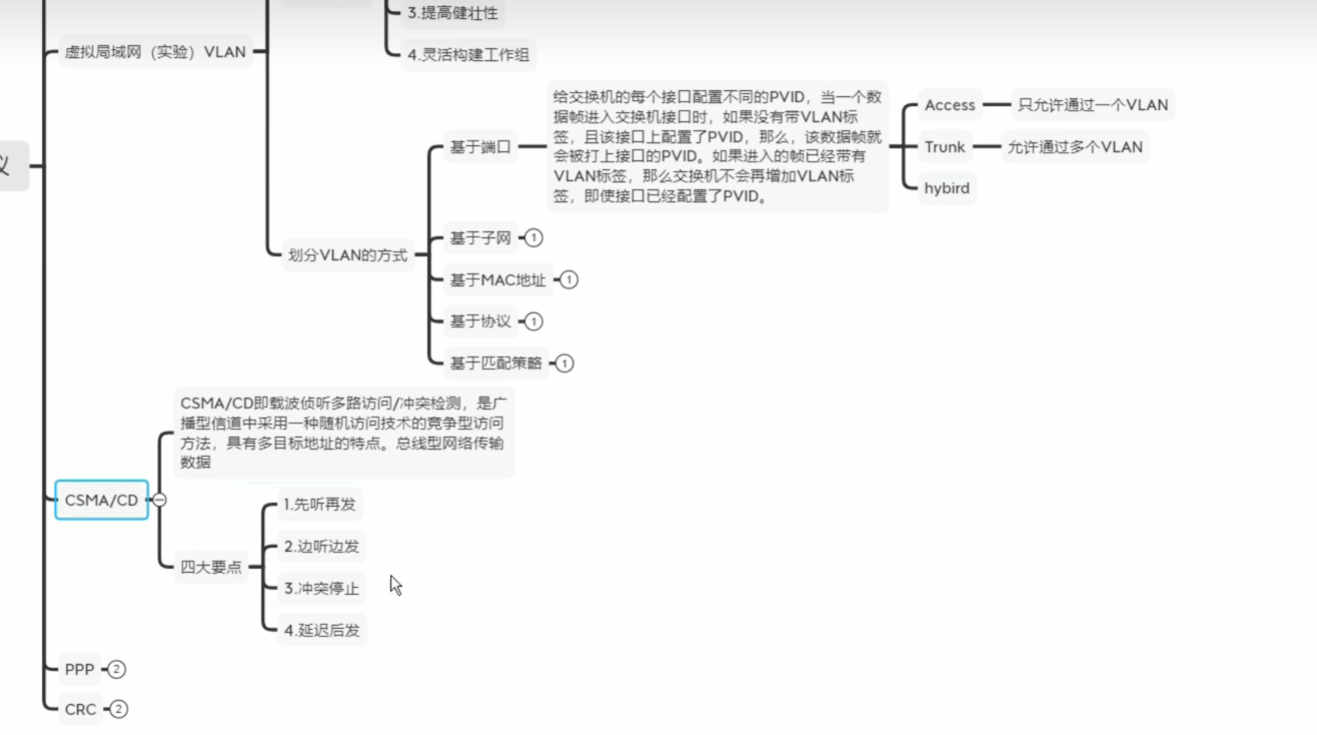 3.提高健壮性
虚拟局域网（实验）VLAN
4.灵活构建工作组
给交换机的每个接口配置不同的PVID，当一个数
据帧进入交换机接口时，如果没有带VLAN标
签，且该接口上配置了PVID，那么，该数据帧就
会被打上接口的PVID。如果进入的帧已经带有
VLAN标签，那么交换机不会再增加VLAN标
签，即使接口已经配置了PVID。
基于端口
Access
只允许通过一个VLAN
Trunk
允许通过多个VLAN
hybird
议
划分VLAN的方式
基于子网
1
基于MAC地址
1
基于协议
1
基于匹配策略
1
CSMA/CD即载波侦听多路访问/冲突检测，是广
播型信道中采用一种随机访问技术的竞争型访问
方法，具有多目标地址的特点。总线型网络传输
数据
CSMA/CD
四大要点
1.先听再发
2.边听边发
3.冲突停止
4.延迟后发
PPP
2
CRC
2